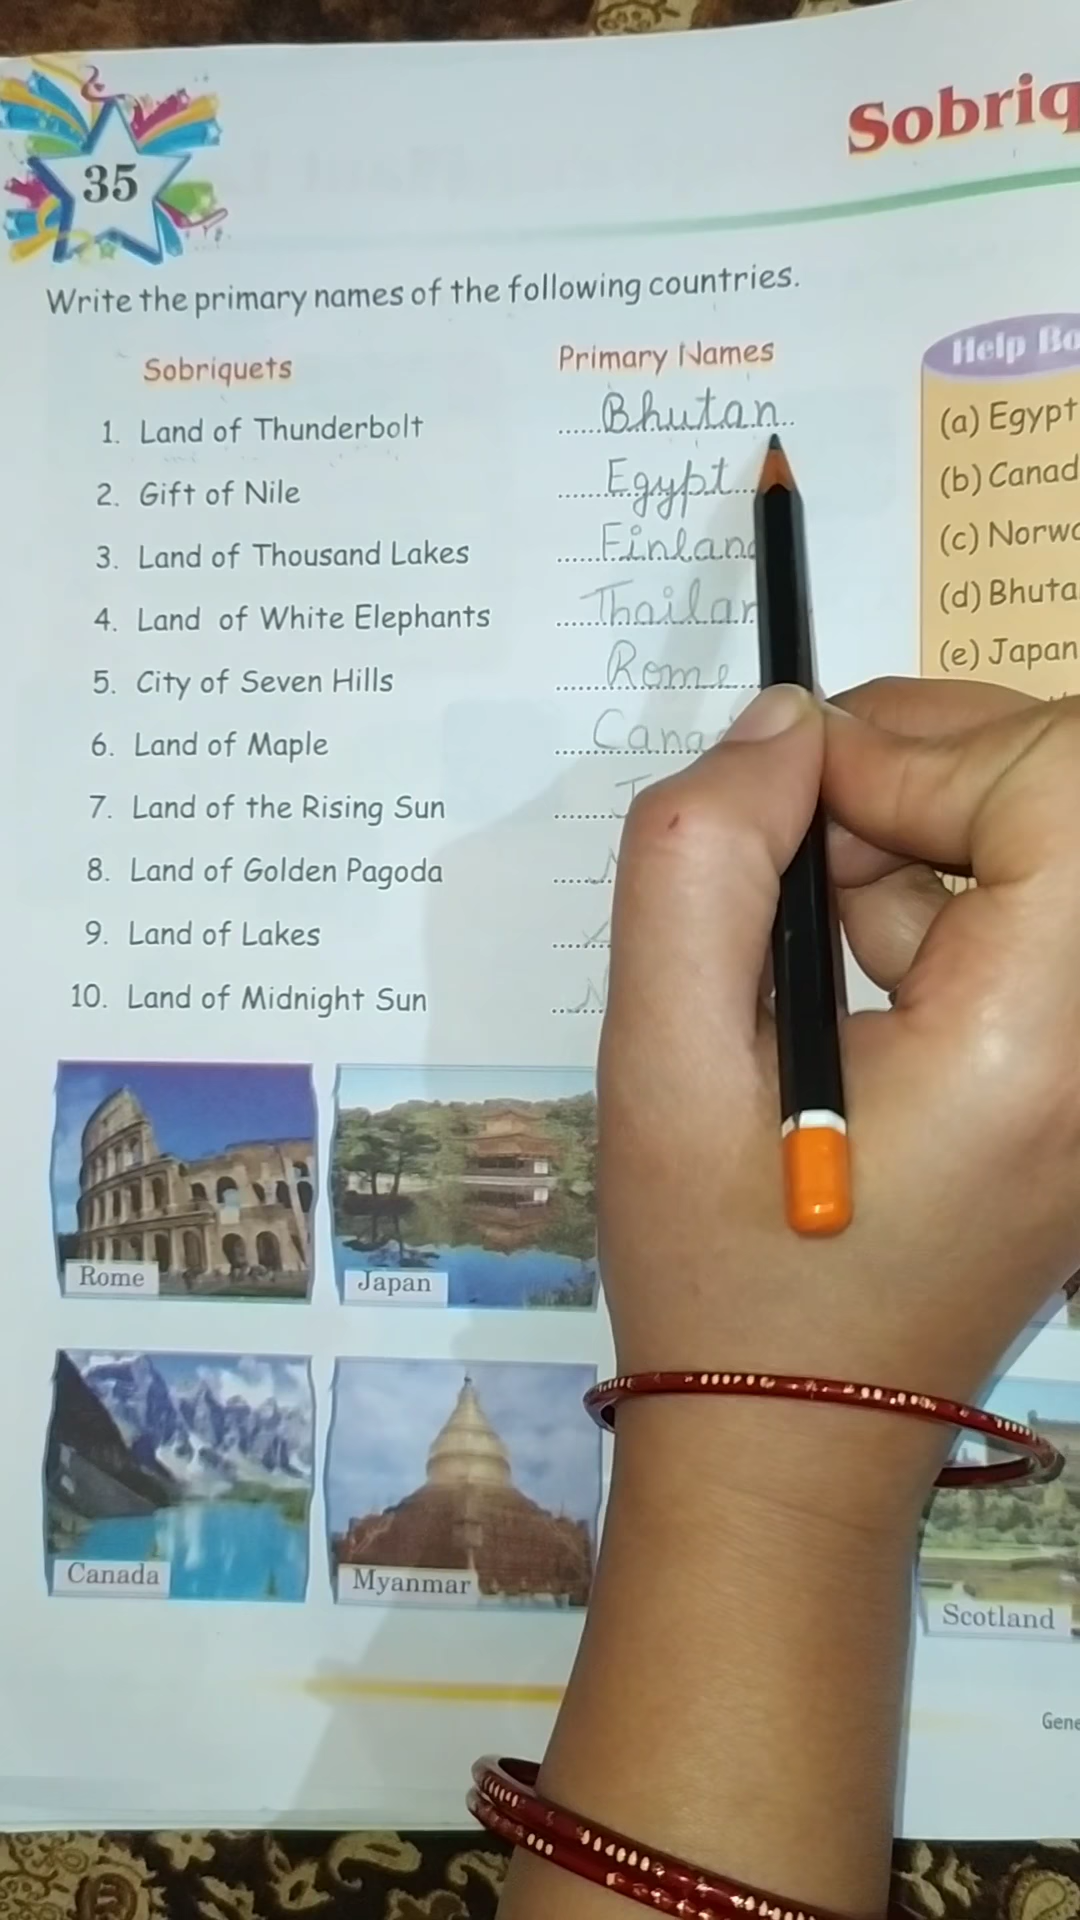 35
Sobriq
Write the primary names of the following countries.
Sobriquets
Primary Names
1. Land of Thunderbolt ......Bhutan..
2. Gift of Nile ......Egypt...
3. Land of Thousand Lakes .....Finland
4. Land of White Elephants .....Thailan
5. City of Seven Hills .....Rome
6. Land of Maple .....Cana
7. Land of the Rising Sun
8. Land of Golden Pagoda
9. Land of Lakes
10. Land of Midnight Sun
Help Bo
(a) Egypt
(b) Canad
(c) Norw
(d) Bhuta
(e) Japan
Rome
Japan
Canada
Myanmar
Scotland
Gene